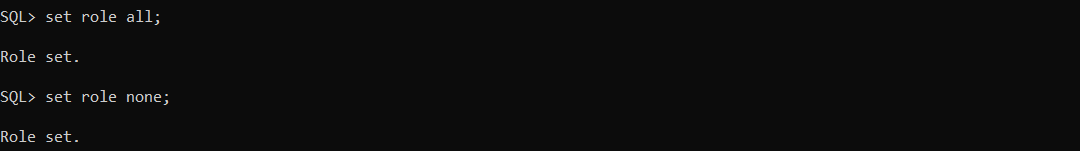 SQL> set role all;
Role set.
SQL> set role none;
Role set.